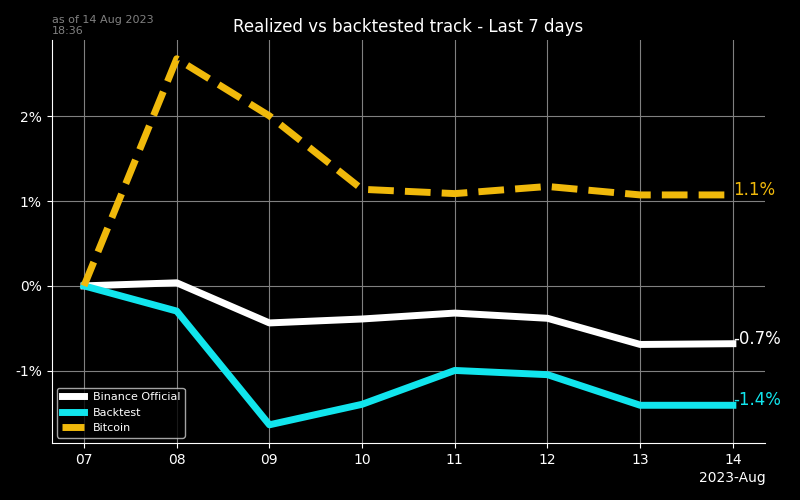 as of 14 Aug 2023
18:36
Realized vs backtested track - Last 7 days
2%
1%
0%
-1%
1.1%
-0.7%
-1.4%
Binance Official
Backtest
Bitcoin
07 08 09 10 11 12 13 14
2023-Aug